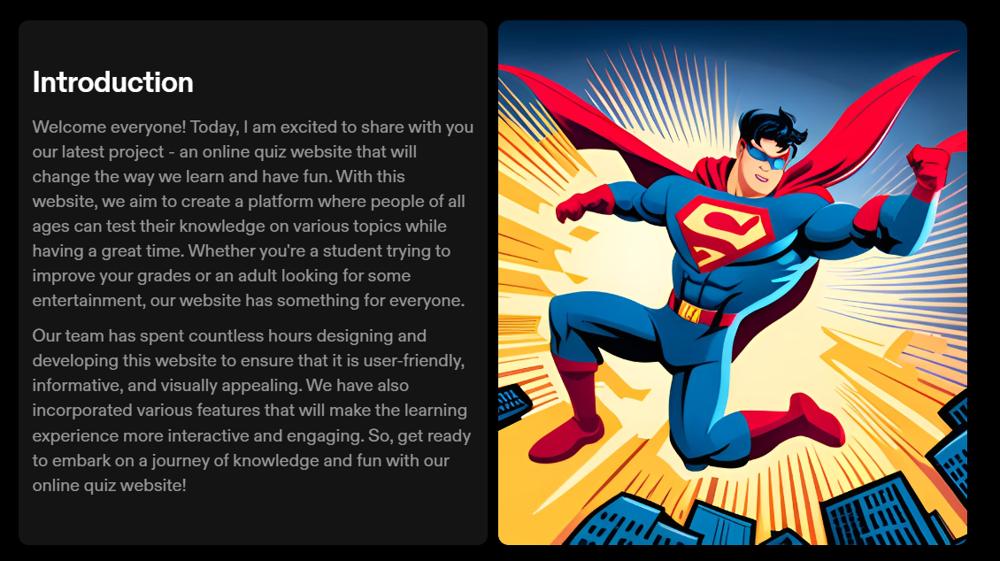 Introduction
Welcome everyone! Today, I am excited to share with you
our latest project - an online quiz website that will
change the way we learn and have fun. With this
website, we aim to create a platform where people of all
ages can test their knowledge on various topics while
having a great time. Whether you're a student trying to
improve your grades or an adult looking for some
entertainment, our website has something for everyone.
Our team has spent countless hours designing and
developing this website to ensure that it is user-friendly,
informative, and visually appealing. We have also
incorporated various features that will make the learning
experience more interactive and engaging. So, get ready
to embark on a journey of knowledge and fun with our
online quiz website!
S